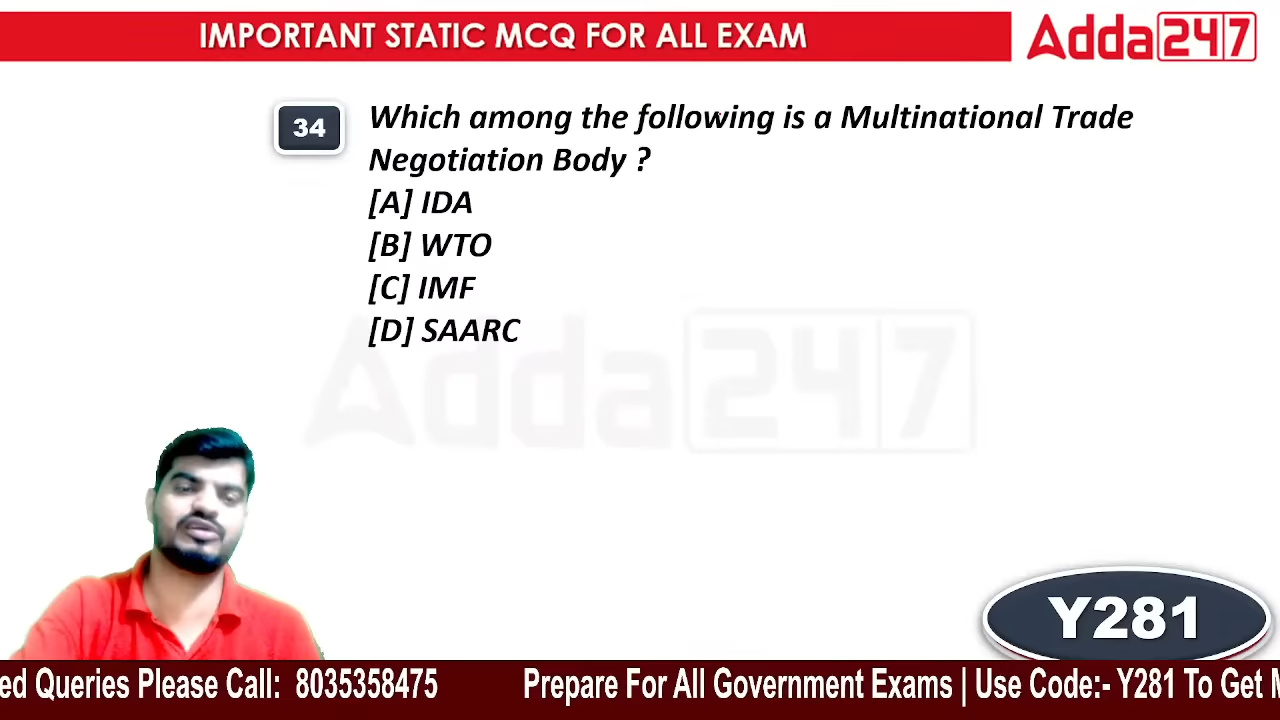 IMPORTANT STATIC MCQ FOR ALL EXAM
Adda247
34
Which among the following is a Multinational Trade
Negotiation Body ?
[A] IDA
[B] WTO
[C] IMF
[D] SAARC
Adda247
Y281
ed Queries Please Call: 8035358475 Prepare For All Government Exams | Use Code:- Y281 To Get